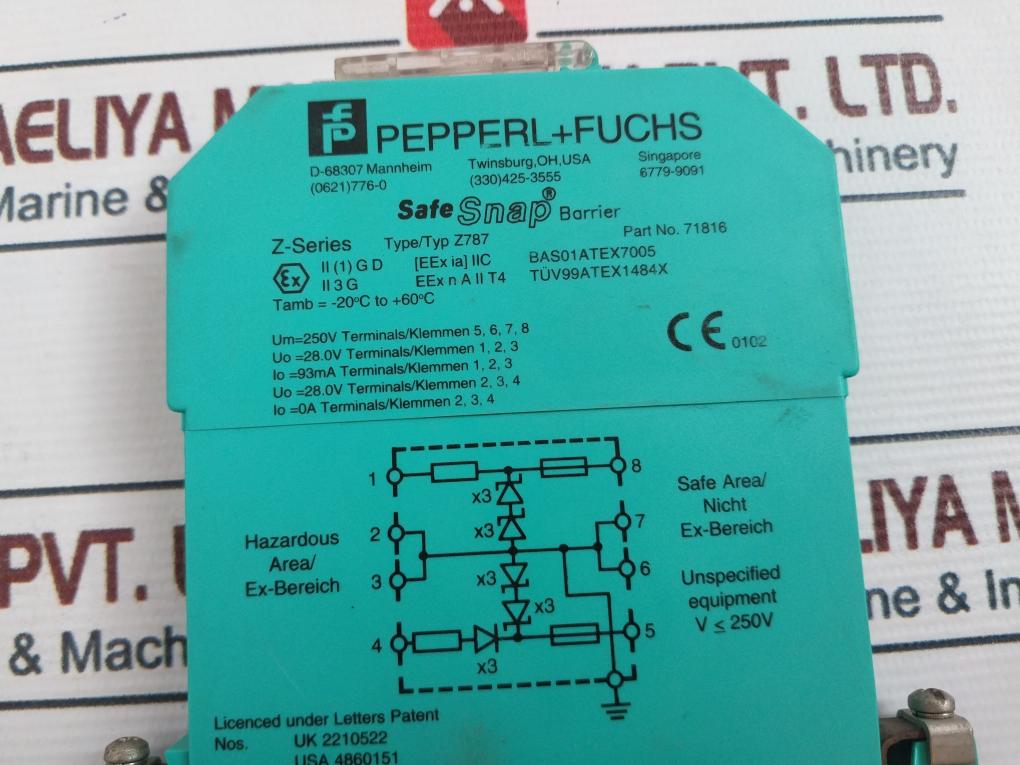 AELIYA M PVT. LTD.
Marine & chinery
PEPPERL+FUCHS
D-68307 Mannheim
(0621)776-0
Twinsburg,OH,USA
(330)425-3555
Singapore
6779-9091
Safe Snap® Barrier
Z-Series Type/Typ Z787 Part No. 71816
Ex II (1) G D [EEx ia] IIC BAS01ATEX7005
II 3 G EEx n A II T4 TÜV99ATEX1484X
Tamb = -20°C to +60°C
Um=250V Terminals/Klemmen 5, 6, 7, 8
Uo =28.0V Terminals/Klemmen 1, 2, 3
Io =93mA Terminals/Klemmen 1, 2, 3
Uo =28.0V Terminals/Klemmen 2, 3, 4
Io =0A Terminals/Klemmen 2, 3, 4
CE 0102
1
8
x3
2
x3
7
3
x3
6
x3
4
5
x3
Hazardous
Area/
Ex-Bereich
Safe Area/
Nicht
Ex-Bereich
Unspecified
equipment
V ≤ 250V
Licenced under Letters Patent
Nos. UK 2210522
USA 4860151
PVT.
& Mach
LIYA M
ne & In